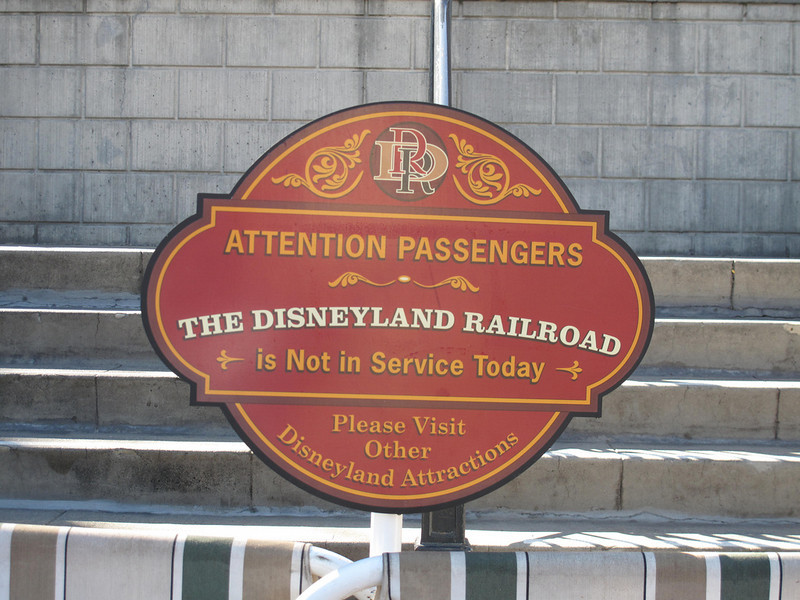 DRR
ATTENTION PASSENGERS
THE DISNEYLAND RAILROAD
is Not in Service Today
Please Visit
Other
Disneyland Attractions